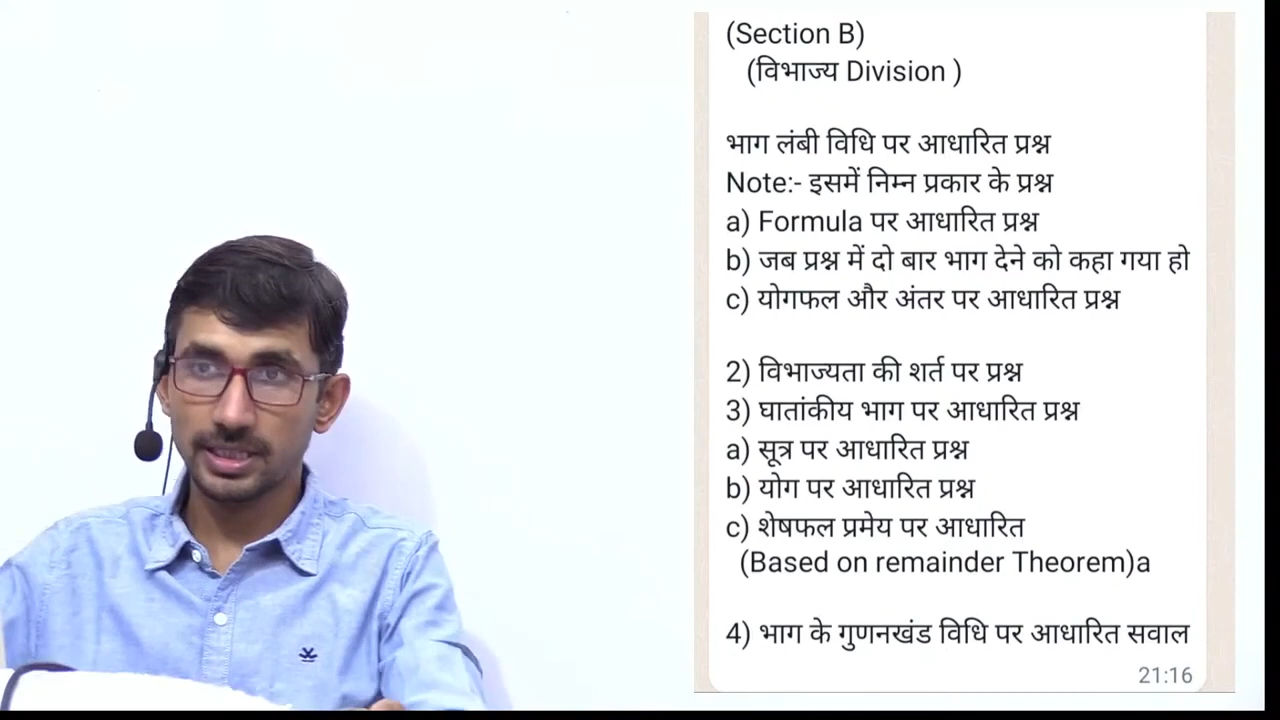 (Section B)
(विभाज्य Division )
भाग लंबी विधि पर आधारित प्रश्न
Note:- इसमें निम्न प्रकार के प्रश्न
a) Formula पर आधारित प्रश्न
b) जब प्रश्न में दो बार भाग देने को कहा गया हो
c) योगफल और अंतर पर आधारित प्रश्न
2) विभाज्यता की शर्त पर प्रश्न
3) घातांकीय भाग पर आधारित प्रश्न
a) सूत्र पर आधारित प्रश्न
b) योग पर आधारित प्रश्न
c) शेषफल प्रमेय पर आधारित
(Based on remainder Theorem)a
4) भाग के गुणनखंड विधि पर आधारित सवाल
21:16